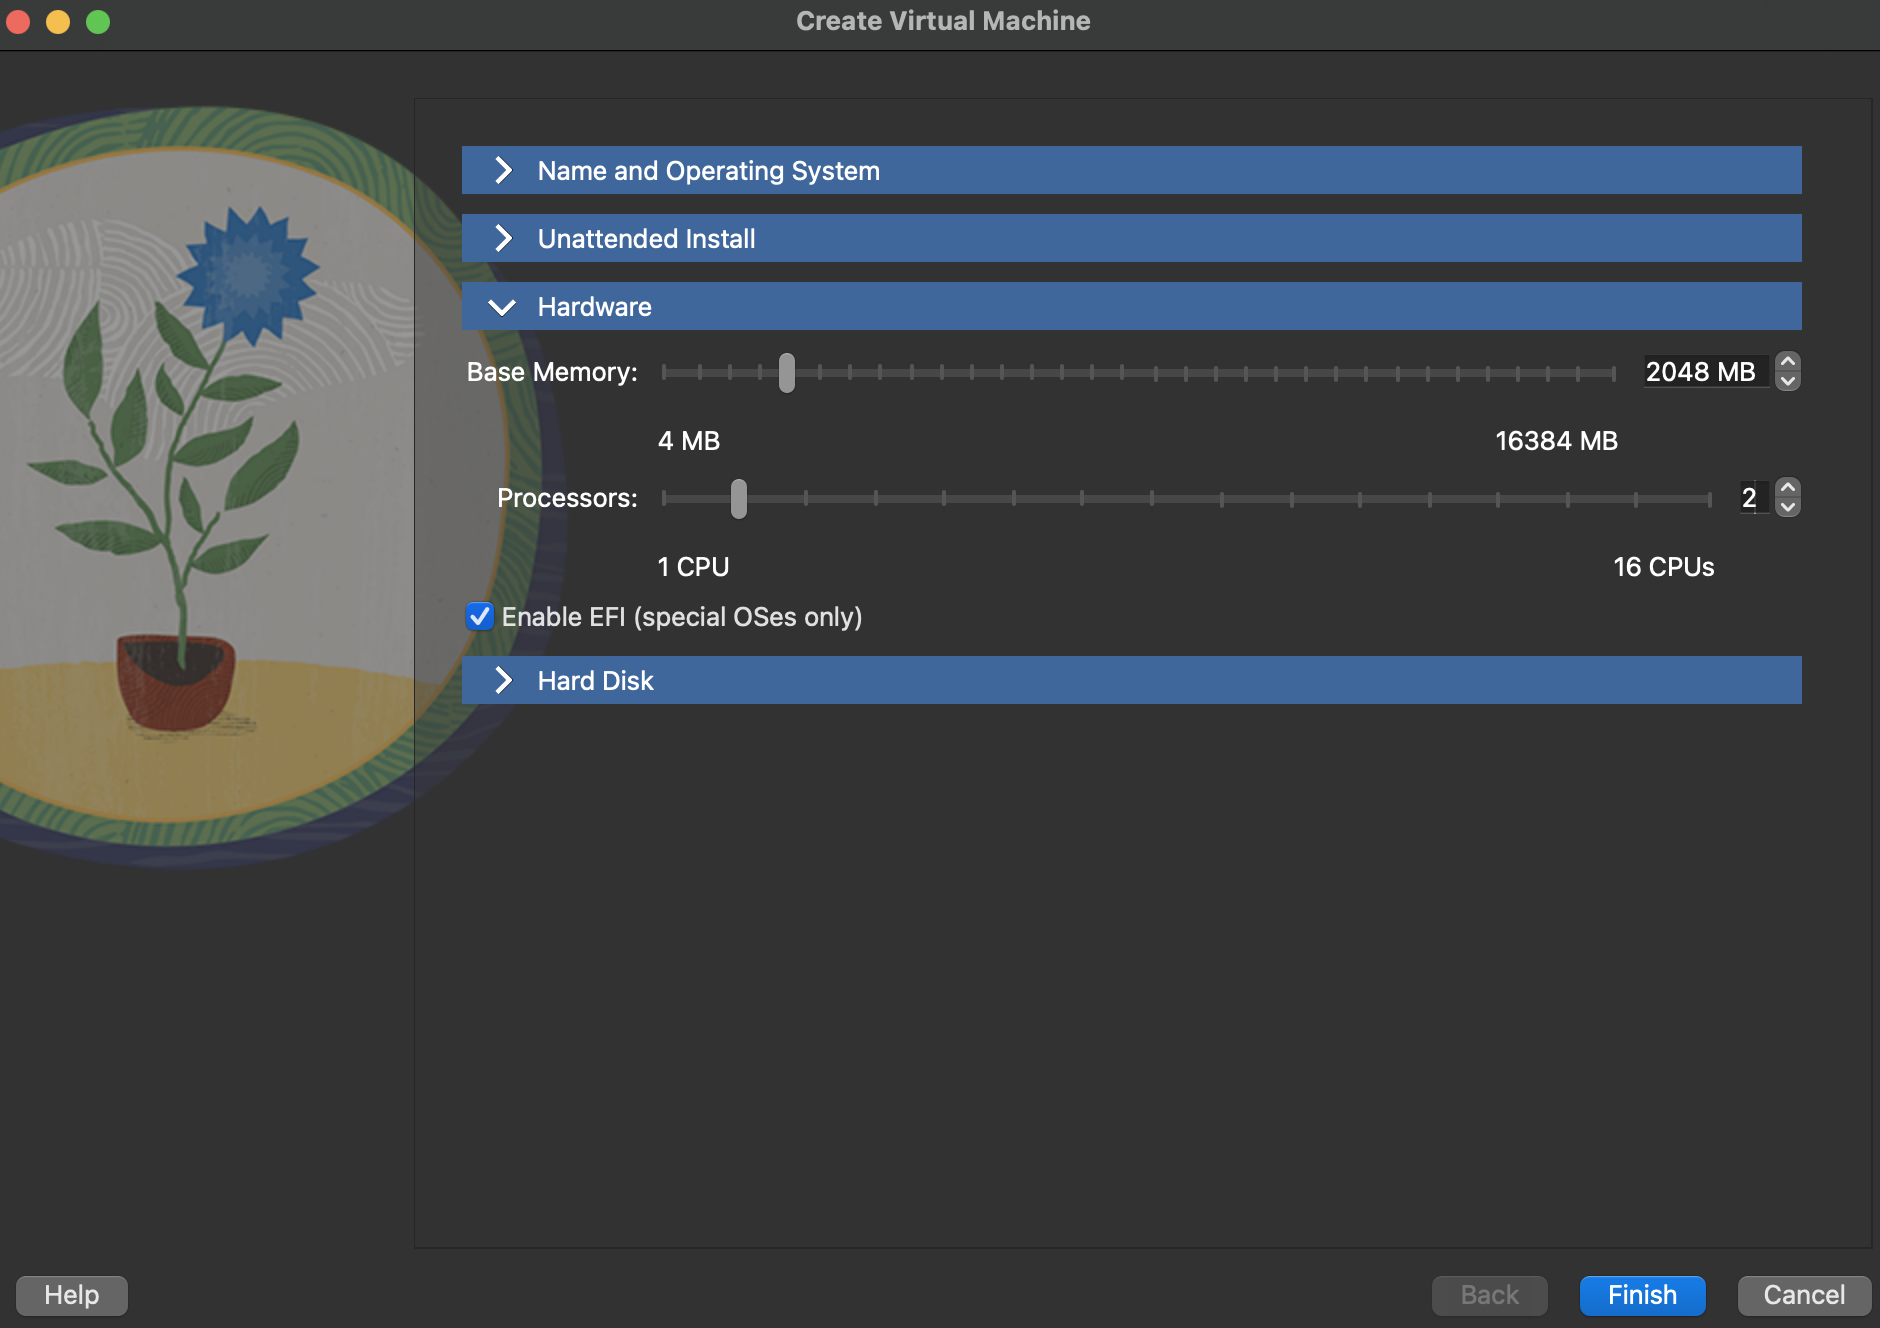 Create Virtual Machine
Name and Operating System
Unattended Install
Hardware
Base Memory: 2048 MB
4 MB 16384 MB
Processors: 2
1 CPU 16 CPUs
Enable EFI (special OSes only)
Hard Disk
Help Back Finish Cancel